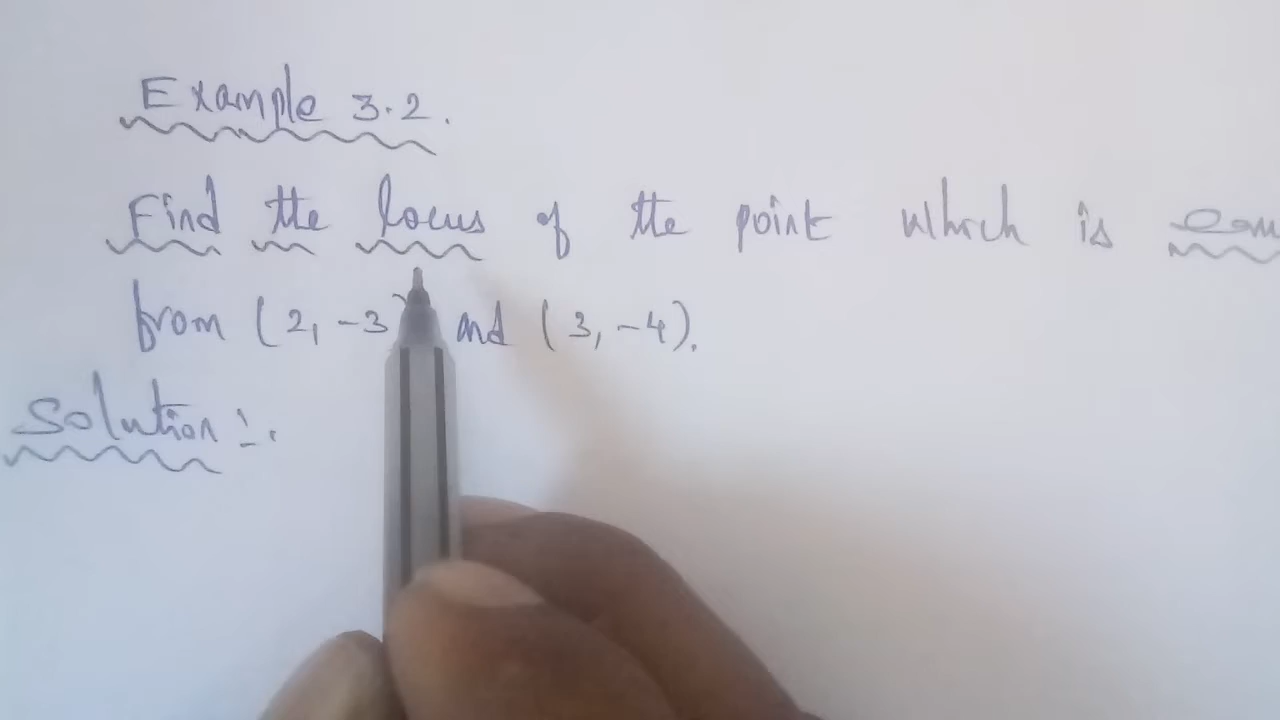 Example 3.2.
Find the locus of the point which is
from (2, -3) and (3, -4).
Solution :-